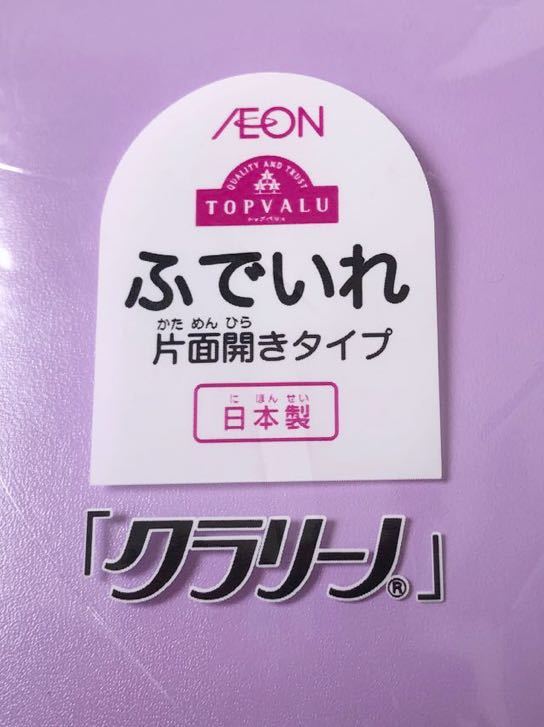 ÆON
QUALITY AND TRUST
TOPVALU
トップバリュ
ふでいれ
かためんひら
片面開きタイプ
にほんせい
日本製
「クラリーノ®」